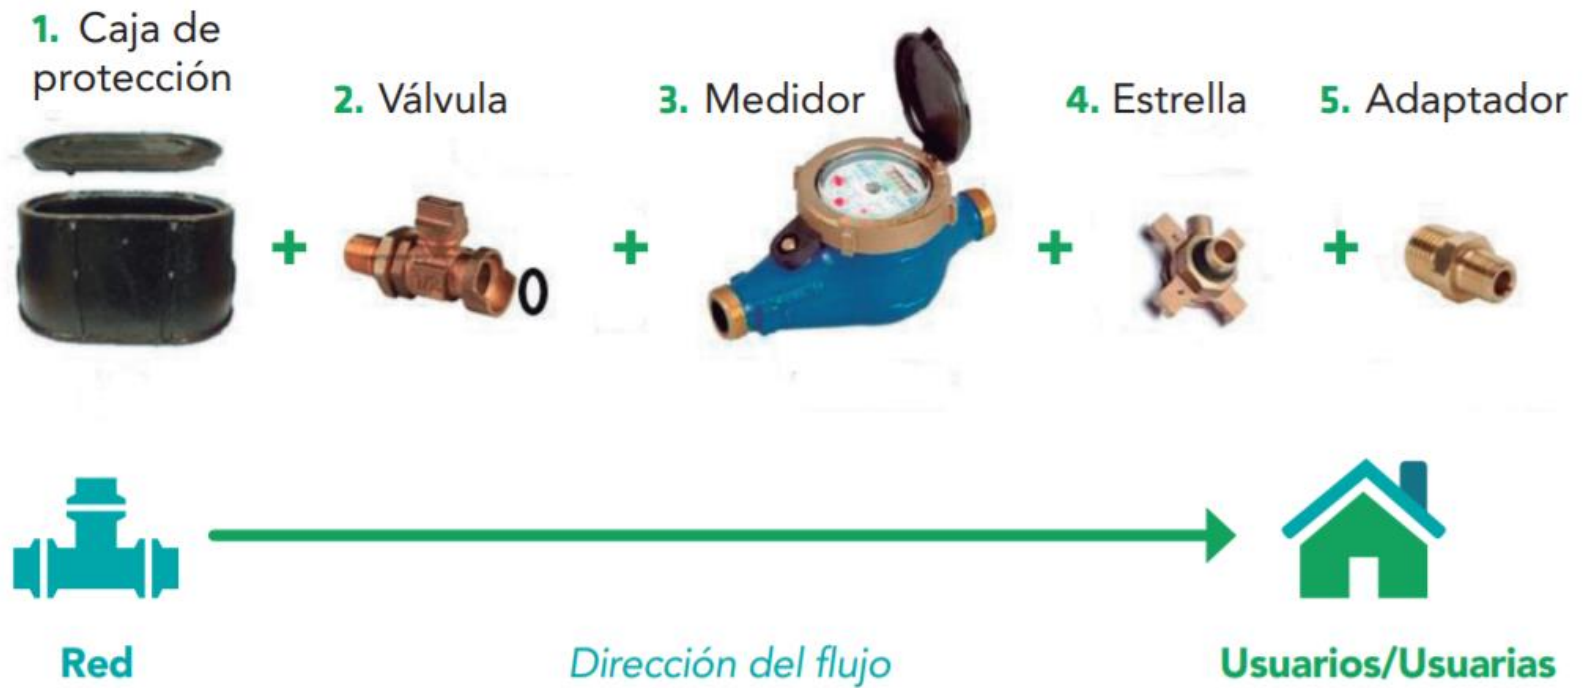 1. Caja de
protección
2. Válvula
3. Medidor
4. Estrella
5. Adaptador
Red
Dirección del flujo
Usuarios/Usuarias